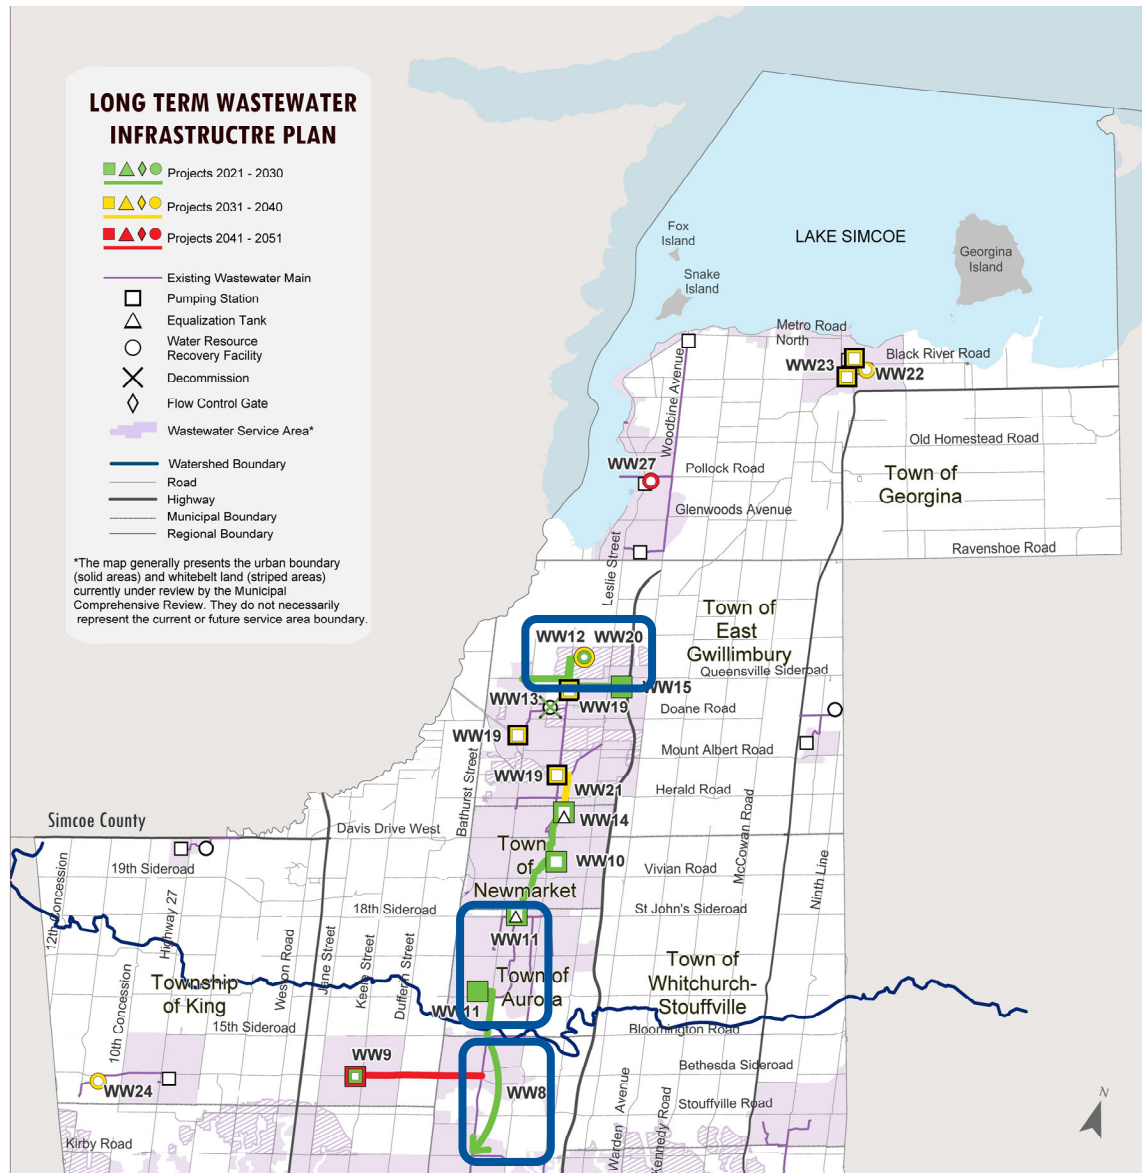 LONG TERM WASTEWATER
INFRASTRUCTRE PLAN
Projects 2021 - 2030
Projects 2031 - 2040
Projects 2041 - 2051
Existing Wastewater Main
Pumping Station
Equalization Tank
Water Resource
Recovery Facility
Decommission
Flow Control Gate
Wastewater Service Area*
Watershed Boundary
Road
Highway
Municipal Boundary
Regional Boundary
*The map generally presents the urban boundary
(solid areas) and whitebelt land (striped areas)
currently under review by the Municipal
Comprehensive Review. They do not necessarily
represent the current or future service area boundary.
Fox
Island
LAKE SIMCOE
Georgina
Island
Snake
Island
Metro Road
North
Black River Road
WW23
WW22
Woodbine Avenue
Old Homestead Road
WW27
Pollock Road
Town of
Georgina
Glenwoods Avenue
Ravenshoe Road
Leslie Street
Town of
East
Gwillimbury
WW12
WW20
Queensville Sideroad
WW15
WW13
WW19
Doane Road
WW19
Mount Albert Road
Bathurst Street
WW19
WW21
Herald Road
Simcoe County
Davis Drive West
WW14
McCowan Road
Town
of
Newmarket
WW10
Vivian Road
19th Sideroad
Ninth Line
12th Concession
Highway 27
18th Sideroad
St John's Sideroad
WW11
Weston Road
Jane Street
Keele Street
Dufferin Street
Township
of King
Town of
Aurora
Town of
Whitchurch-
Stouffville
WW11
10th Concession
15th Sideroad
Bloomington Road
WW9
Bethesda Sideroad
WW24
WW8
Stouffville Road
Warden Avenue
Kennedy Road
Kirby Road
N